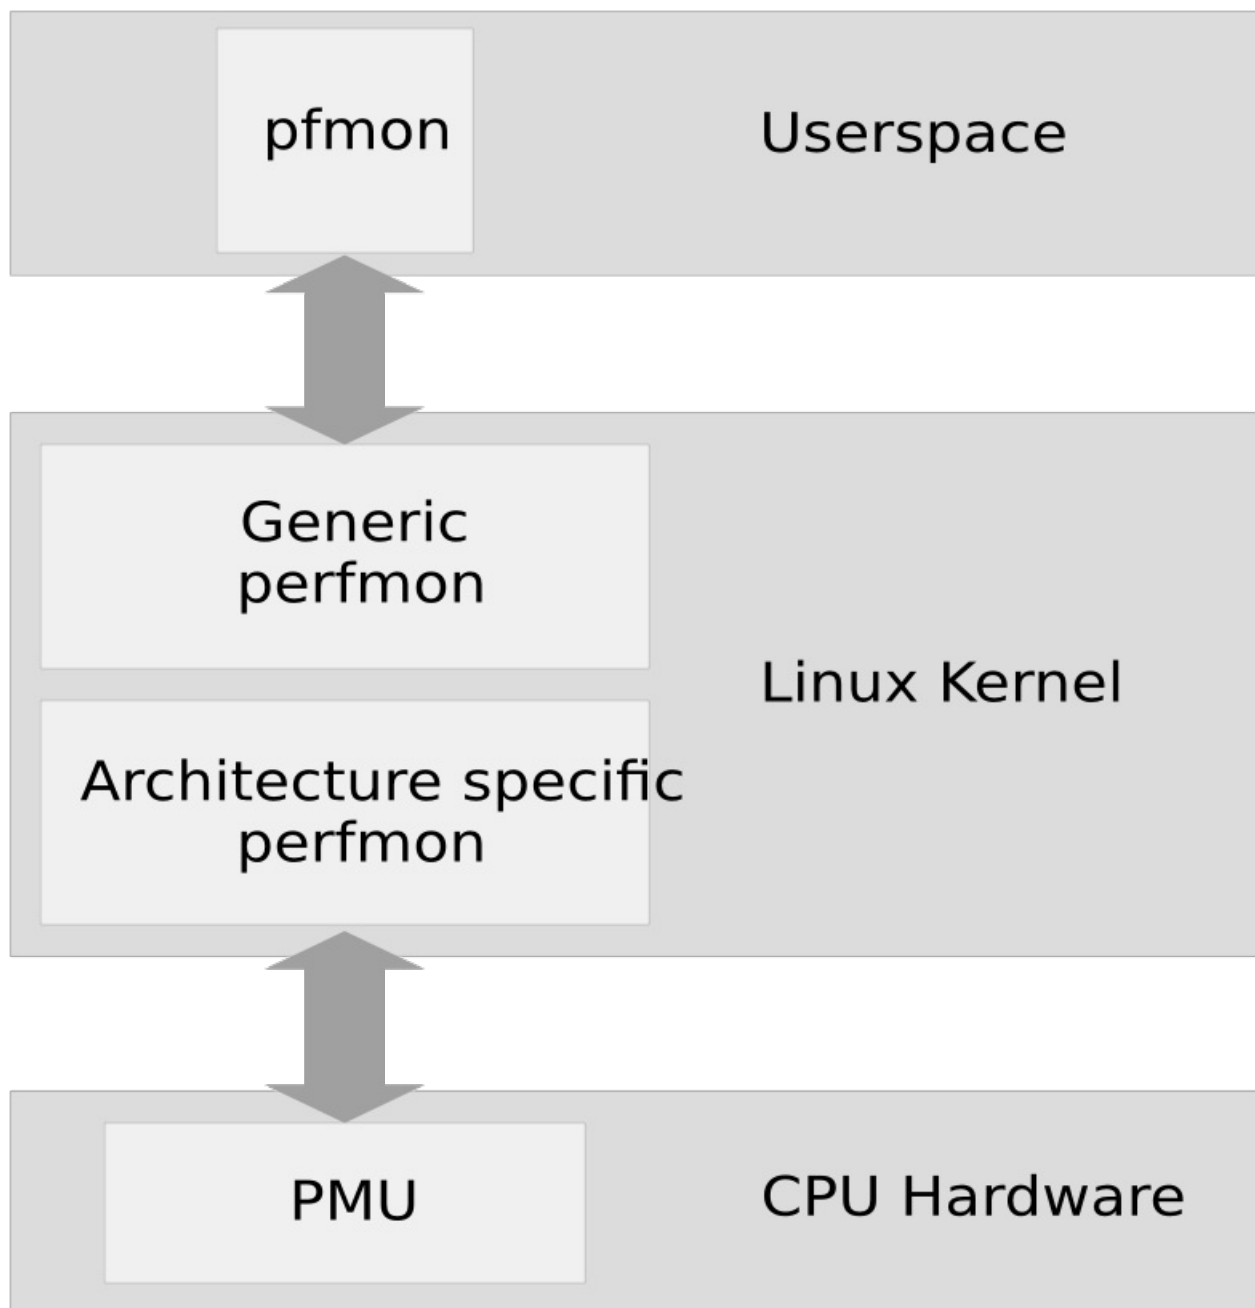 pfmon
Userspace
Generic
perfmon
Linux Kernel
Architecture specific
perfmon
PMU
CPU Hardware